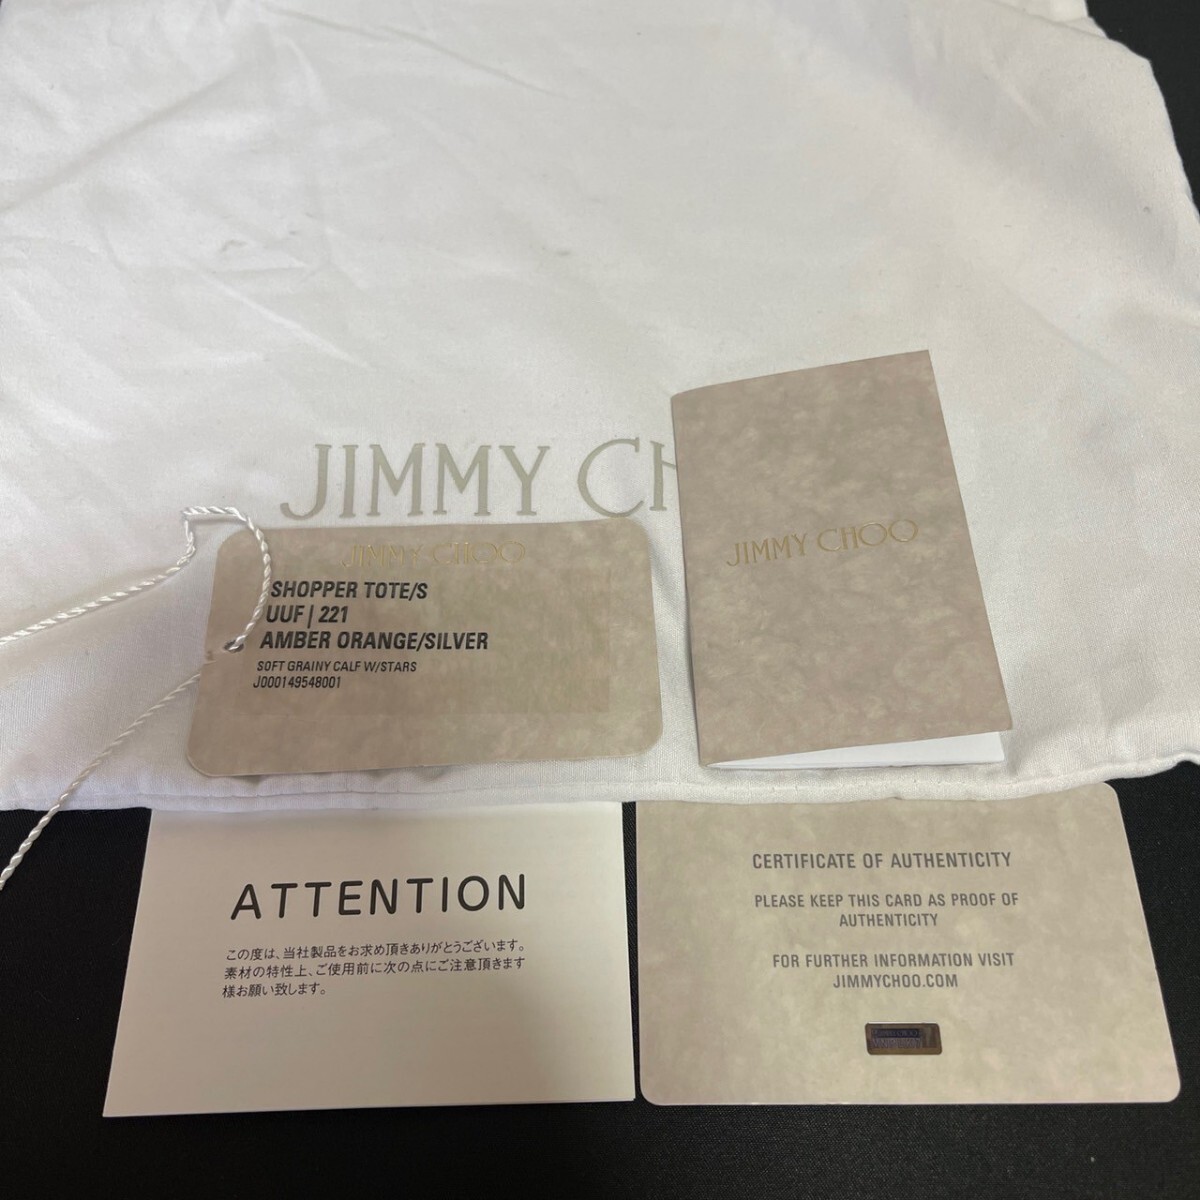 JIMMY CH
JIMMY CHOO
SHOPPER TOTE/S
UUF | 221
AMBER ORANGE/SILVER
SOFT GRAINY CALF W/STARS
J000149548001
JIMMY CHOO
ATTENTION
この度は、当社製品をお求め頂きありがとうございます。
素材の特性上、ご使用前に次の点にご注意頂きます
様お願い致します。
CERTIFICATE OF AUTHENTICITY
PLEASE KEEP THIS CARD AS PROOF OF
AUTHENTICITY
FOR FURTHER INFORMATION VISIT
JIMMYCHOO.COM